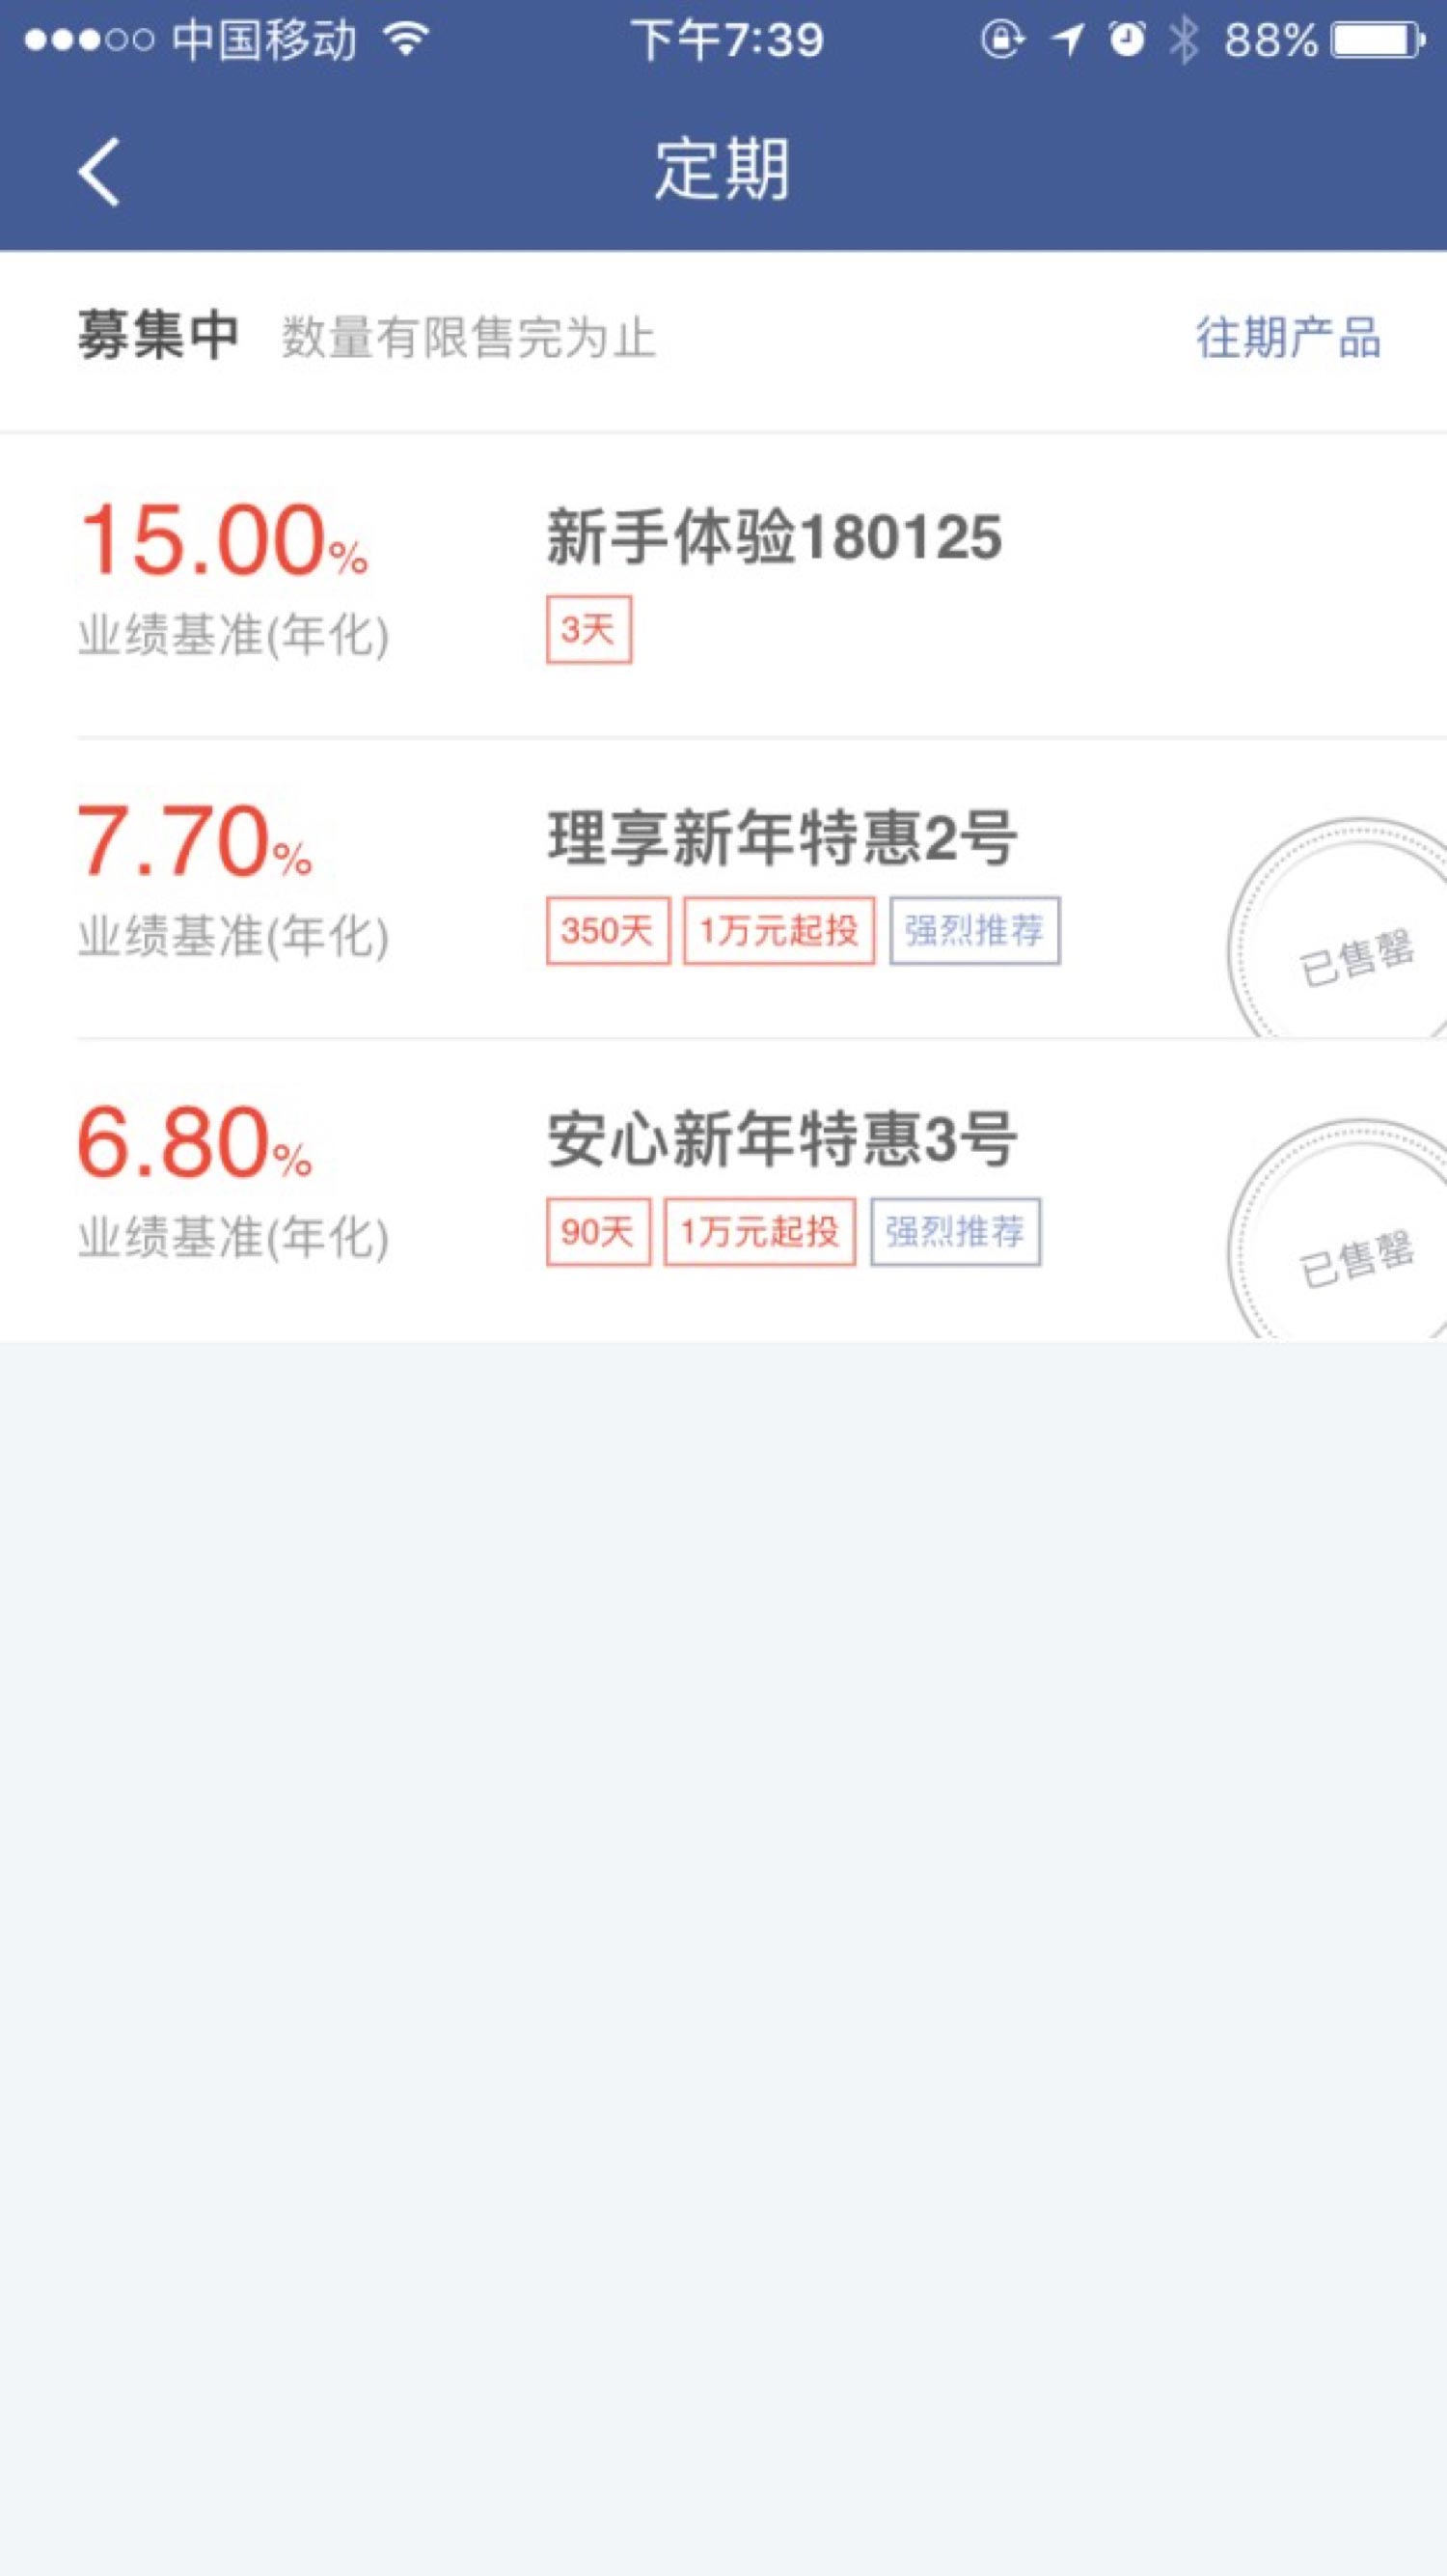 中国移动 下午7:39 88%
定期
募集中 数量有限售完为止 往期产品
15.00% 新手体验180125
业绩基准(年化) 3天
7.70% 理享新年特惠2号
业绩基准(年化) 350天 1万元起投 强烈推荐
已售罄
6.80% 安心新年特惠3号
业绩基准(年化) 90天 1万元起投 强烈推荐
已售罄